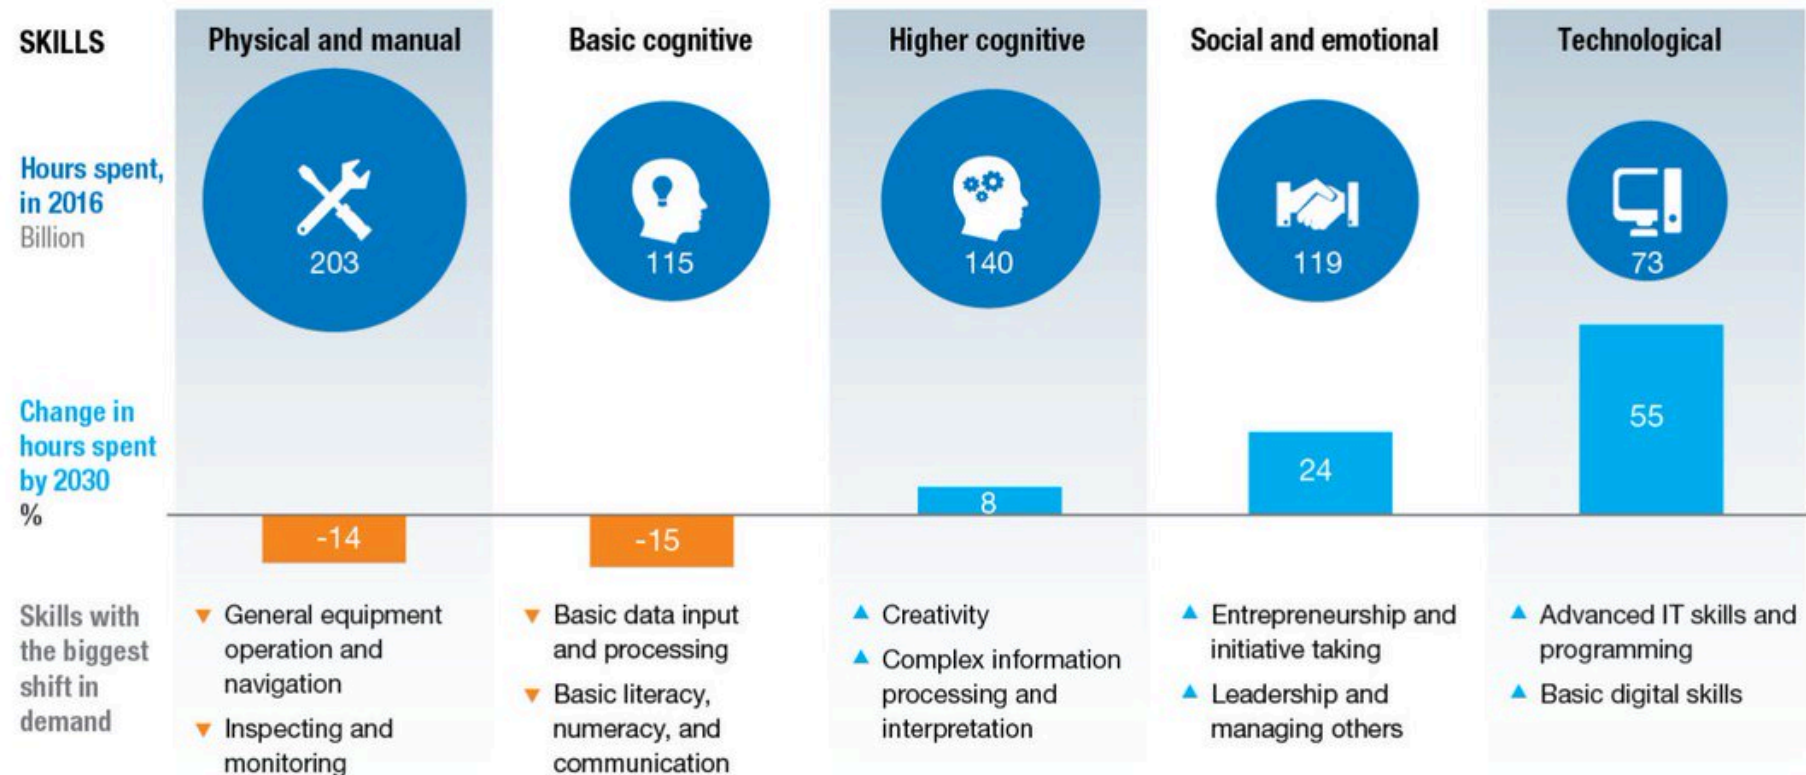 SKILLS
Physical and manual
Basic cognitive
Higher cognitive
Social and emotional
Technological
Hours spent,
in 2016
Billion
203
115
140
119
73
Change in
hours spent
by 2030
%
-14
-15
8
24
55
Skills with
the biggest
shift in
demand
General equipment
operation and
navigation
Inspecting and
monitoring
Basic data input
and processing
Basic literacy,
numeracy, and
communication
Creativity
Complex information
processing and
interpretation
Entrepreneurship and
initiative taking
Leadership and
managing others
Advanced IT skills and
programming
Basic digital skills